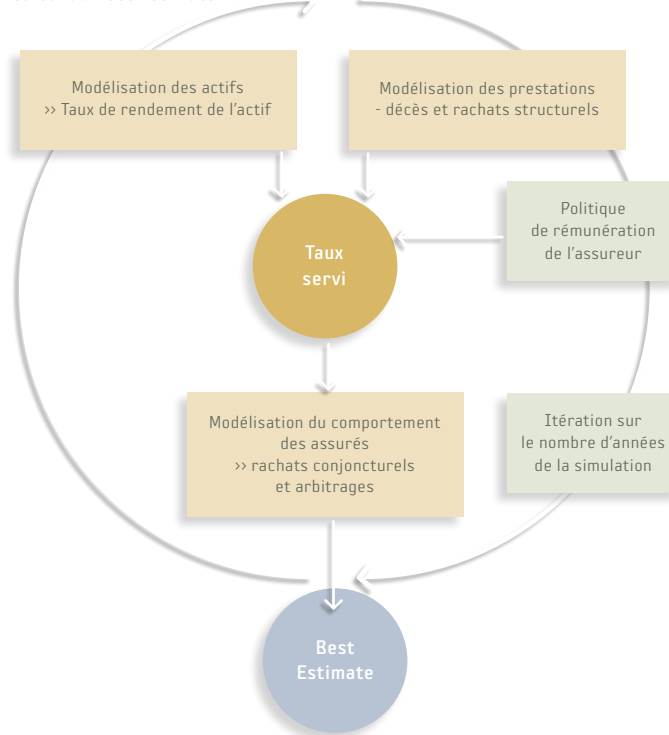 Modélisation des actifs
›› Taux de rendement de l’actif
Modélisation des prestations
- décès et rachats structurels
Politique
de rémunération
de l’assureur
Taux
servi
Modélisation du comportement
des assurés
›› rachats conjoncturels
et arbitrages
Itération sur
le nombre d’années
de la simulation
Best
Estimate